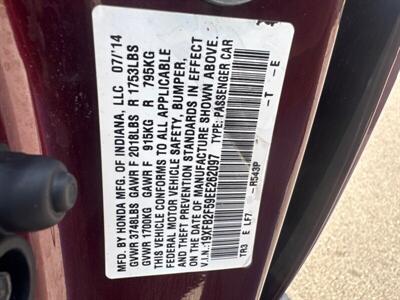 MFD. BY HONDA MFG. OF INDIANA, LLC 07/14
GVWR 3748LBS GAWR F 2018LBS R 1753LBS
GVWR 1700KG GAWR F 915KG R 795KG
THIS VEHICLE CONFORMS TO ALL APPLICABLE
FEDERAL MOTOR VEHICLE SAFETY, BUMPER,
AND THEFT PREVENTION STANDARDS IN EFFECT
ON THE DATE OF MANUFACTURE SHOWN ABOVE.
V.I.N.: 19XFB2F59EE262097 TYPE: PASSENGER CAR
TR3 E LF7 -R543P -T -E